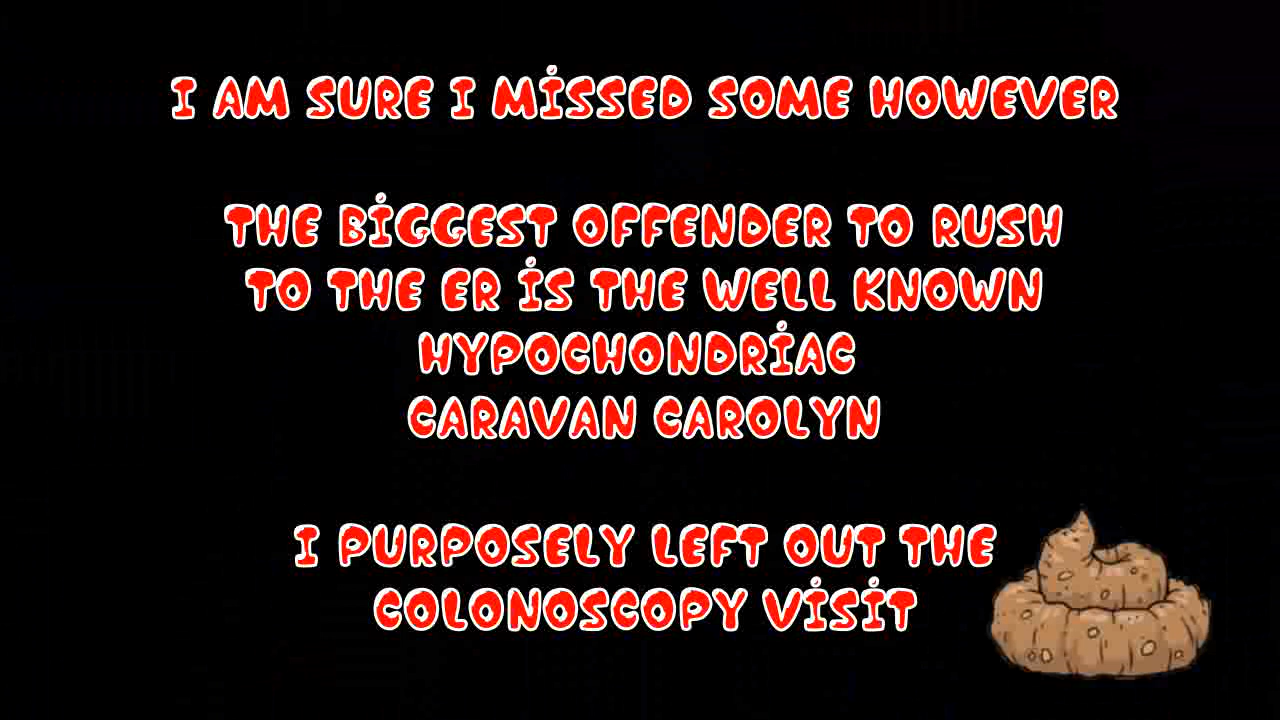 I AM SURE I MISSED SOME HOWEVER
THE BIGGEST OFFENDER TO RUSH
TO THE ER IS THE WELL KNOWN
HYPOCHONDRIAC
CARAVAN CAROLYN
I PURPOSELY LEFT OUT THE
COLONOSCOPY VISIT